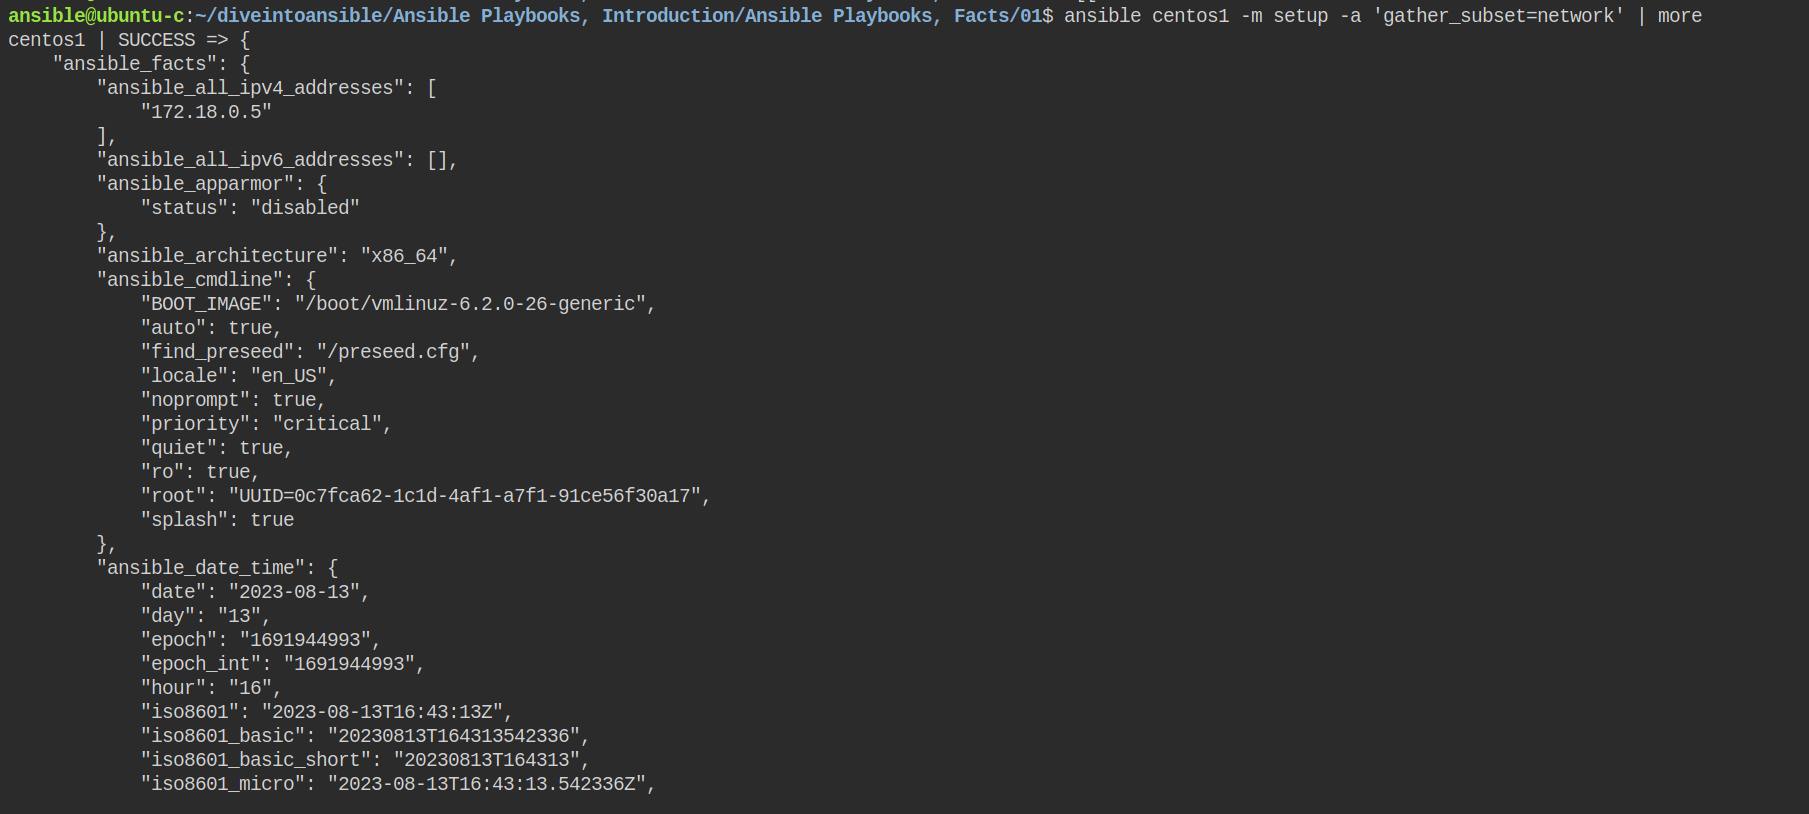 ansible@ubuntu-c:~/diveintoansible/Ansible Playbooks, Introduction/Ansible Playbooks, Facts/01$ ansible centos1 -m setup -a 'gather_subset=network' | more
centos1 | SUCCESS => {
    "ansible_facts": {
        "ansible_all_ipv4_addresses": [
            "172.18.0.5"
        ],
        "ansible_all_ipv6_addresses": [],
        "ansible_apparmor": {
            "status": "disabled"
        },
        "ansible_architecture": "x86_64",
        "ansible_cmdline": {
            "BOOT_IMAGE": "/boot/vmlinuz-6.2.0-26-generic",
            "auto": true,
            "find_preseed": "/preseed.cfg",
            "locale": "en_US",
            "noprompt": true,
            "priority": "critical",
            "quiet": true,
            "ro": true,
            "root": "UUID=0c7fca62-1c1d-4af1-a7f1-91ce56f30a17",
            "splash": true
        },
        "ansible_date_time": {
            "date": "2023-08-13",
            "day": "13",
            "epoch": "1691944993",
            "epoch_int": "1691944993",
            "hour": "16",
            "iso8601": "2023-08-13T16:43:13Z",
            "iso8601_basic": "20230813T164313542336",
            "iso8601_basic_short": "20230813T164313",
            "iso8601_micro": "2023-08-13T16:43:13.542336Z",